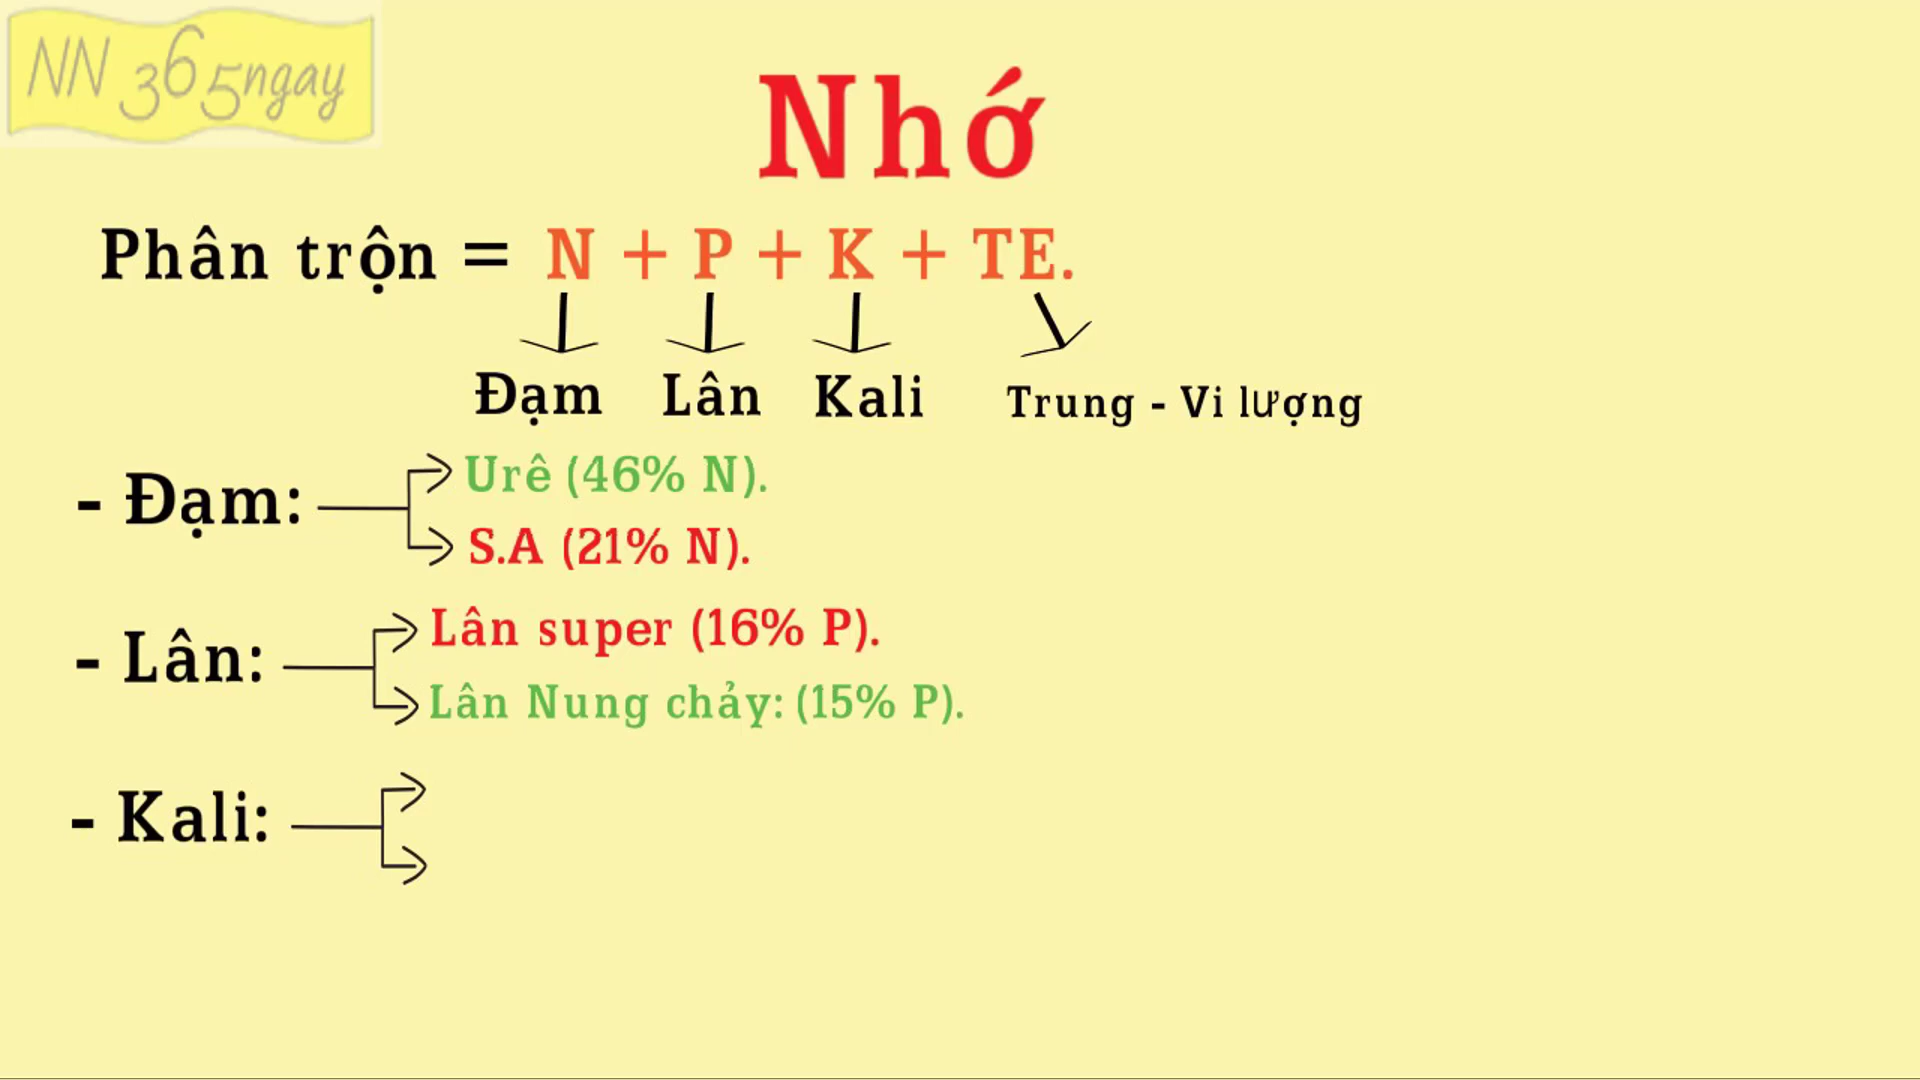 NN 365ngay
Nhớ
Phân trộn = N + P + K + TE.
Đạm Lân Kali Trung - Vi lượng
- Đạm:
Urê (46% N).
S.A (21% N).
- Lân:
Lân super (16% P).
Lân Nung chảy: (15% P).
- Kali: